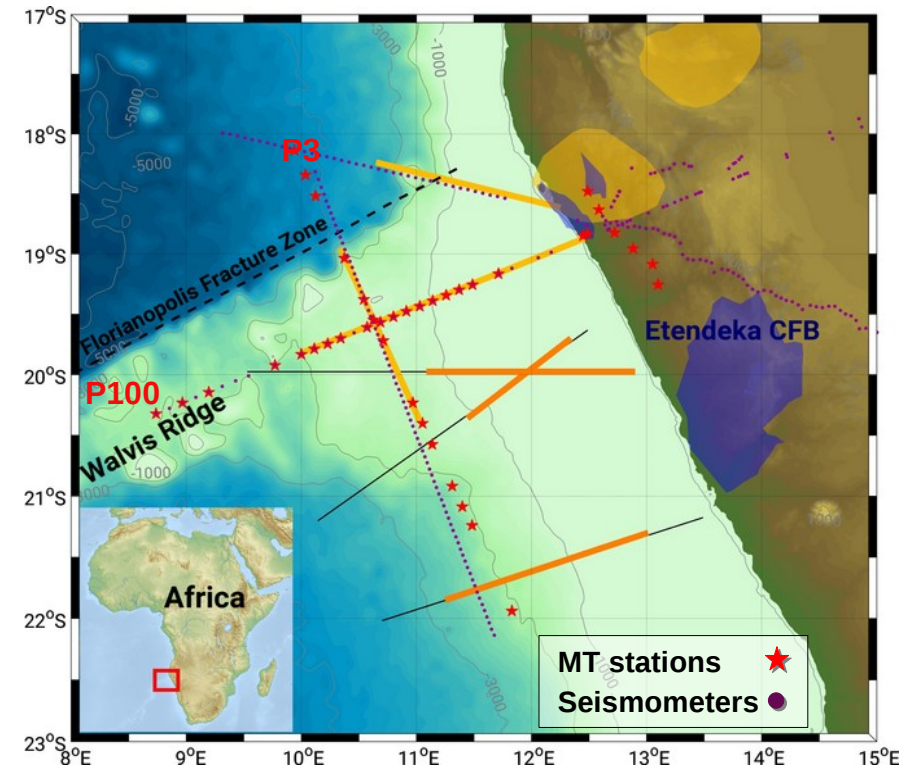 17°S
-3000
-1000
18°S
-5000
-5000
P3
19°S
Florianopolis Fracture Zone
Etendeka CFB
20°S
P100
Walvis Ridge
-1000
21°S
Africa
22°S
-3000
MT stations
Seismometers
23°S
8°E
9°E
10°E
11°E
12°E
13°E
14°E
15°E